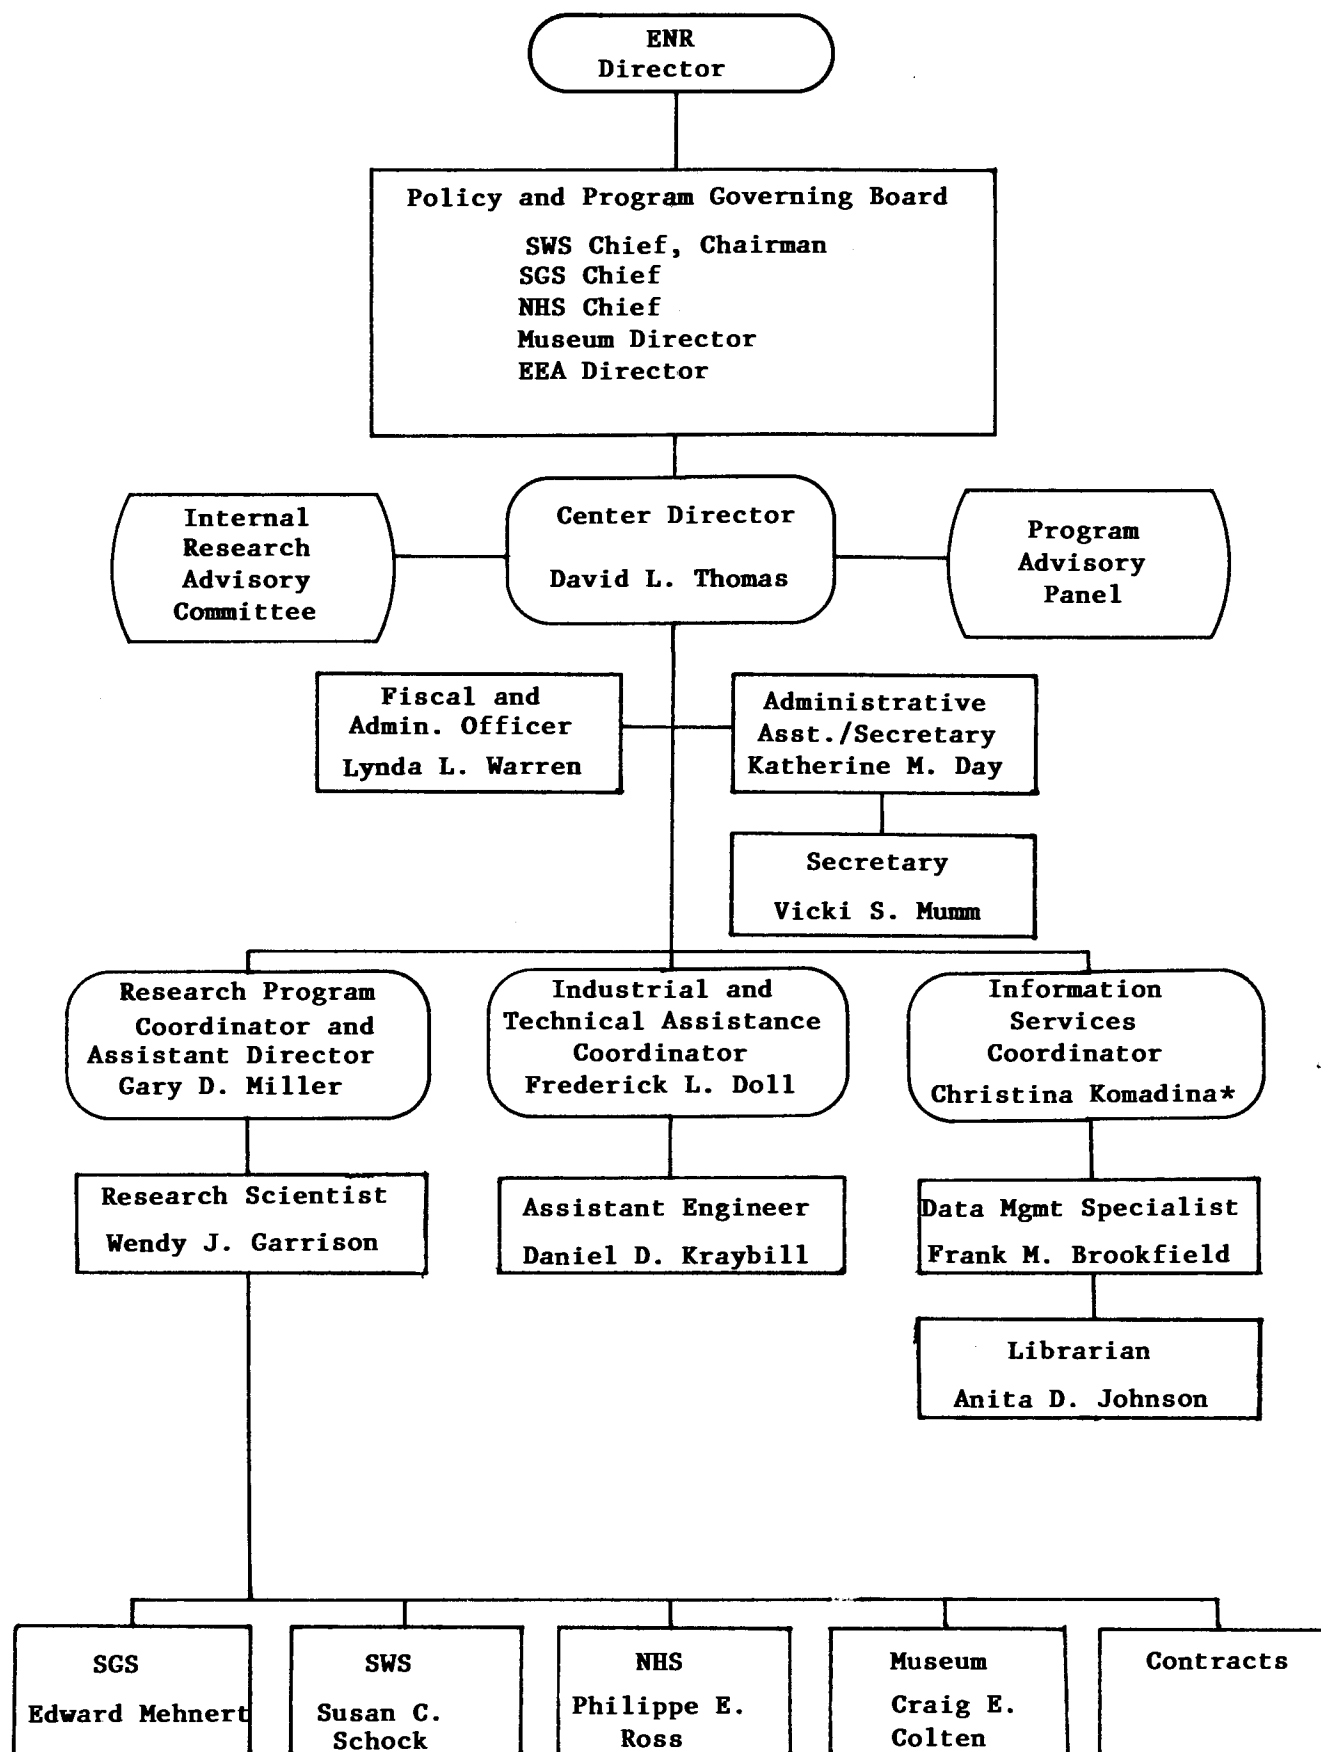 ENR
Director
Policy and Program Governing Board
SWS Chief, Chairman
SGS Chief
NHS Chief
Museum Director
EEA Director
Internal
Research
Advisory
Committee
Center Director
David L. Thomas
Program
Advisory
Panel
Fiscal and
Admin. Officer
Lynda L. Warren
Administrative
Asst./Secretary
Katherine M. Day
Secretary
Vicki S. Mumm
Research Program
Coordinator and
Assistant Director
Gary D. Miller
Industrial and
Technical Assistance
Coordinator
Frederick L. Doll
Information
Services
Coordinator
Christina Komadina*
Research Scientist
Wendy J. Garrison
Assistant Engineer
Daniel D. Kraybill
Data Mgmt Specialist
Frank M. Brookfield
Librarian
Anita D. Johnson
SGS
Edward Mehnert
SWS
Susan C.
Schock
NHS
Philippe E.
Ross
Museum
Craig E.
Colten
Contracts